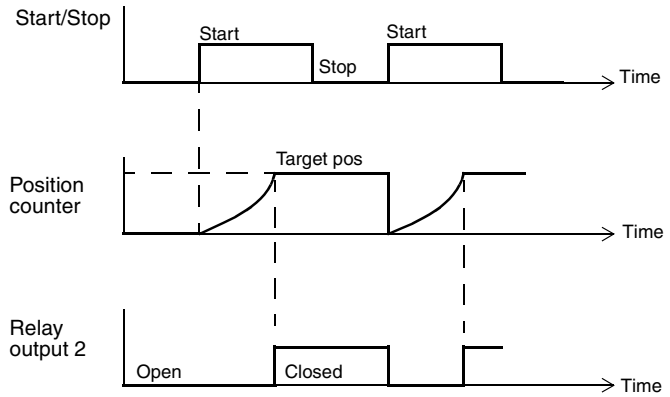 Start/Stop
Start
Start
Stop
Time
Target pos
Position
counter
Time
Relay
output 2
Open
Closed
Time